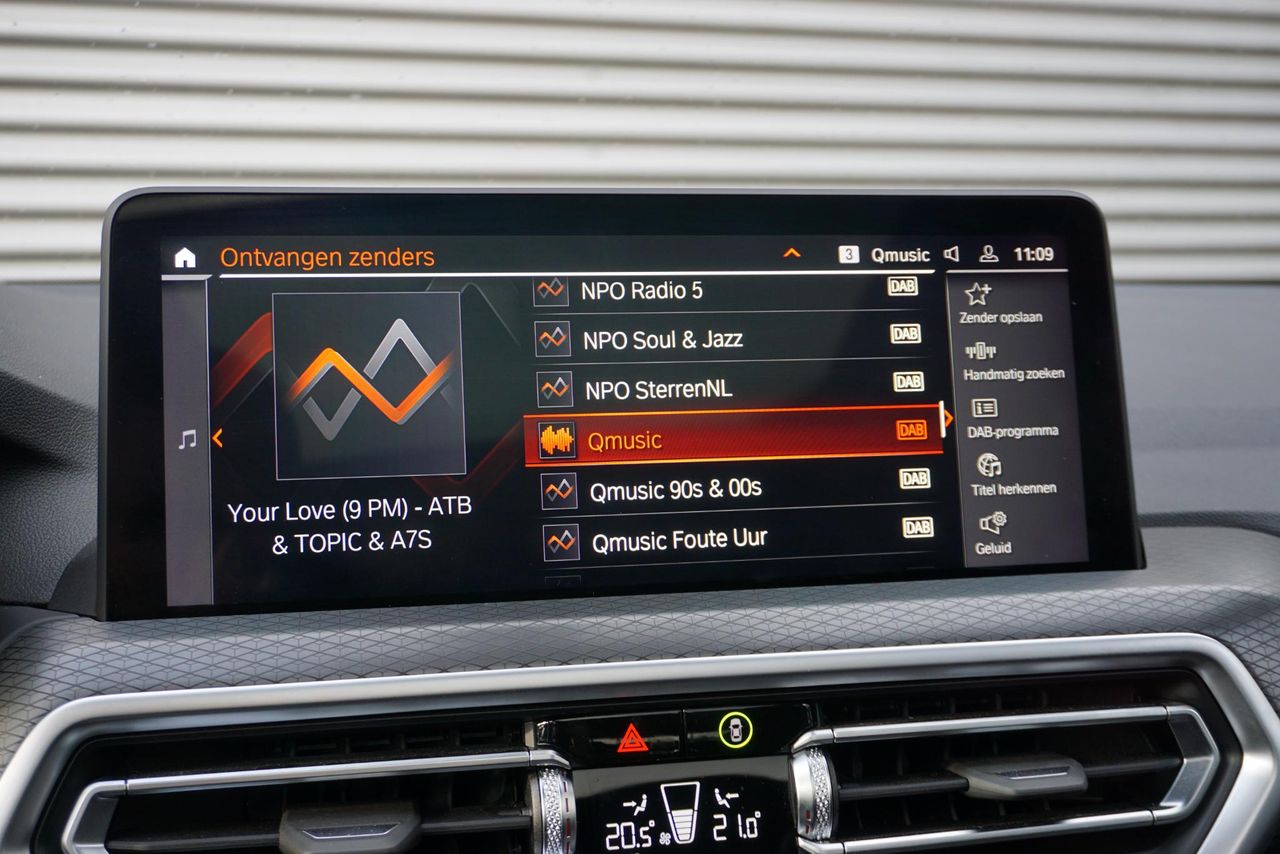 Ontvangen zenders
3 Qmusic 11:09
NPO Radio 5 DAB
NPO Soul & Jazz DAB
NPO SterrenNL DAB
Qmusic DAB
Qmusic 90s & 00s DAB
Qmusic Foute Uur DAB
Your Love (9 PM) - ATB
& TOPIC & A7S
Zender opslaan
Handmatig zoeken
DAB-programma
Titel herkennen
Geluid
20.5° 21.0°